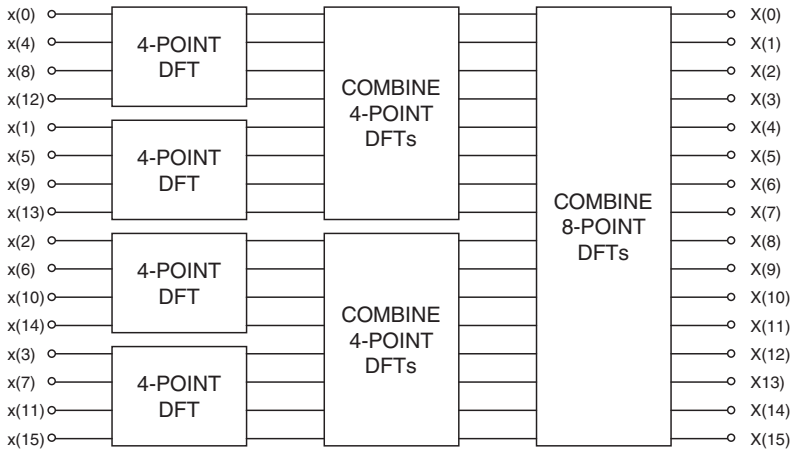 x(0)
x(4)
x(8)
x(12)
x(1)
x(5)
x(9)
x(13)
x(2)
x(6)
x(10)
x(14)
x(3)
x(7)
x(11)
x(15)
4-POINT
DFT
4-POINT
DFT
4-POINT
DFT
4-POINT
DFT
COMBINE
4-POINT
DFTs
COMBINE
4-POINT
DFTs
COMBINE
8-POINT
DFTs
X(0)
X(1)
X(2)
X(3)
X(4)
X(5)
X(6)
X(7)
X(8)
X(9)
X(10)
X(11)
X(12)
X13)
X(14)
X(15)